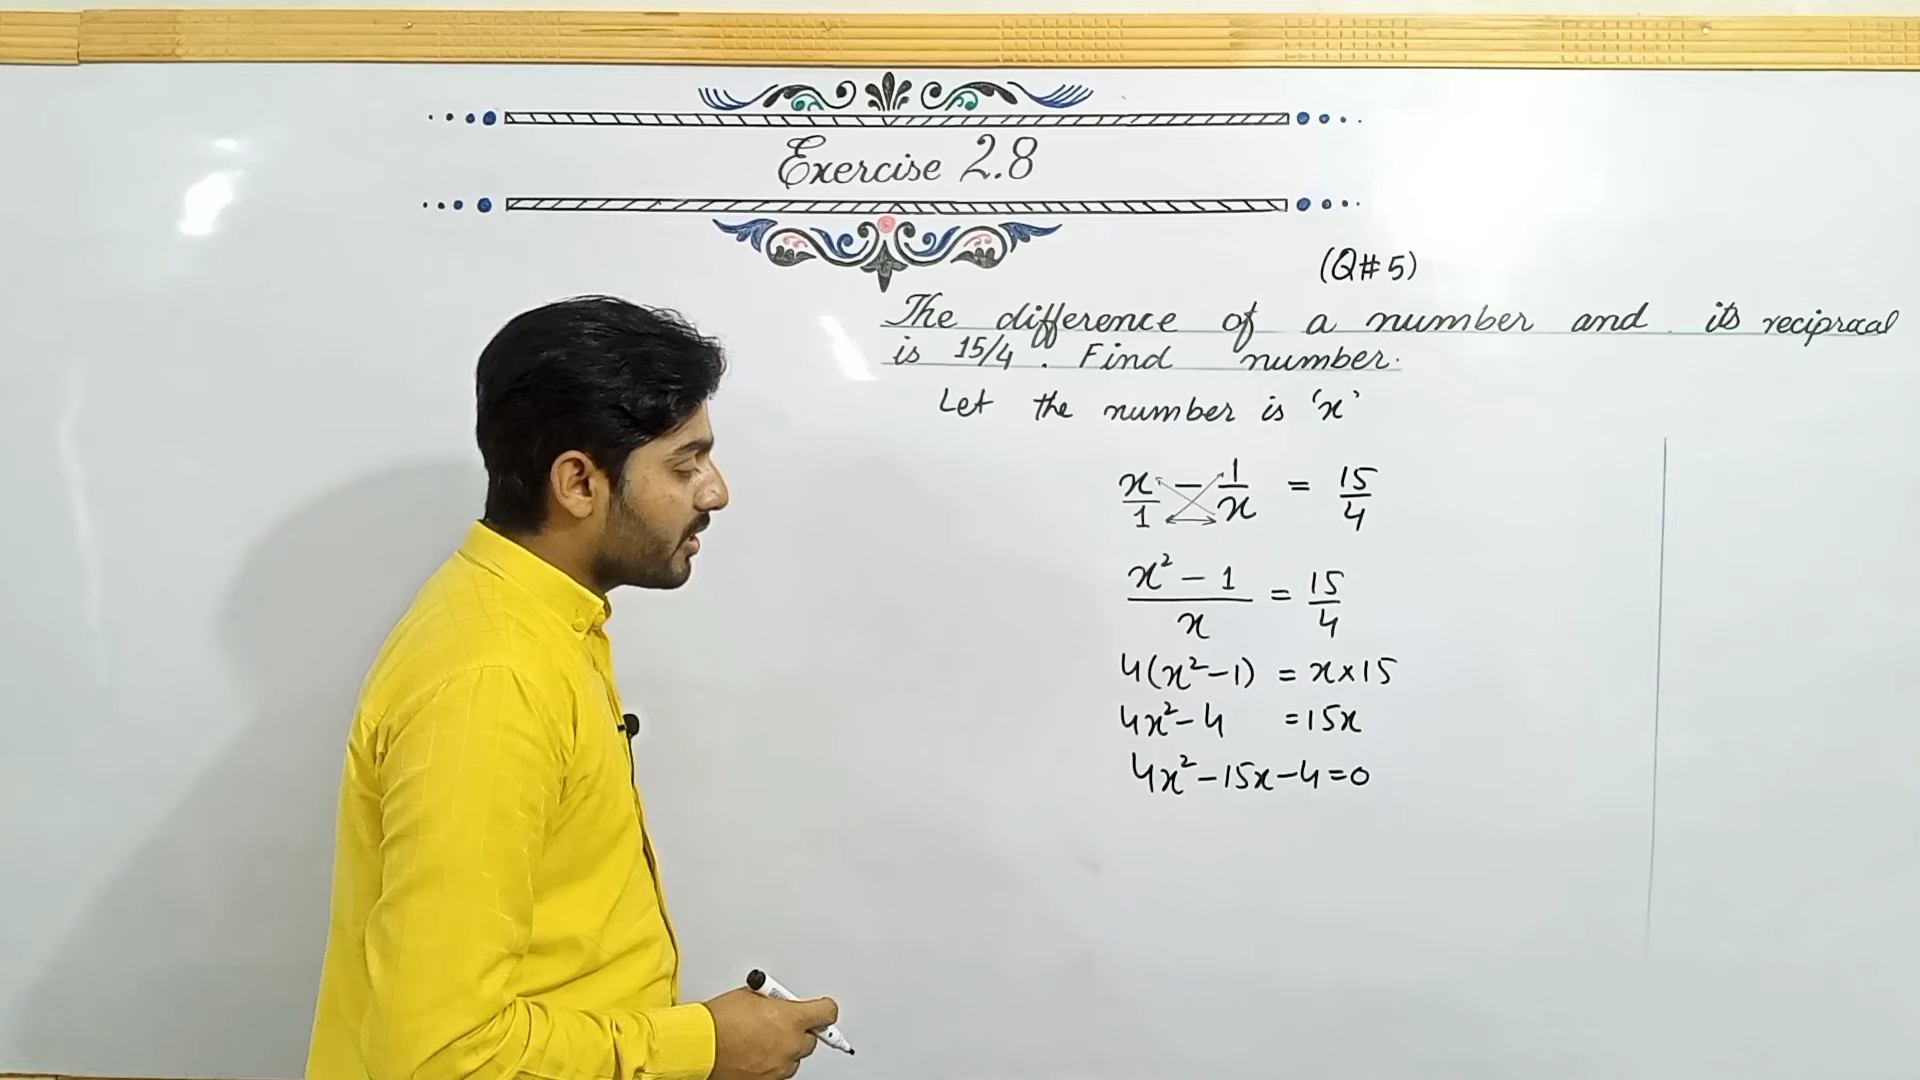 Exercise 2.8
(Q#5)
The difference of a number and its reciprocal
is 15/4. Find number.
Let the number is 'x'
x/1 - 1/x = 15/4
x² - 1/x = 15/4
4(x²-1) = x×15
4x²-4 =15x
4x²-15x-4=0